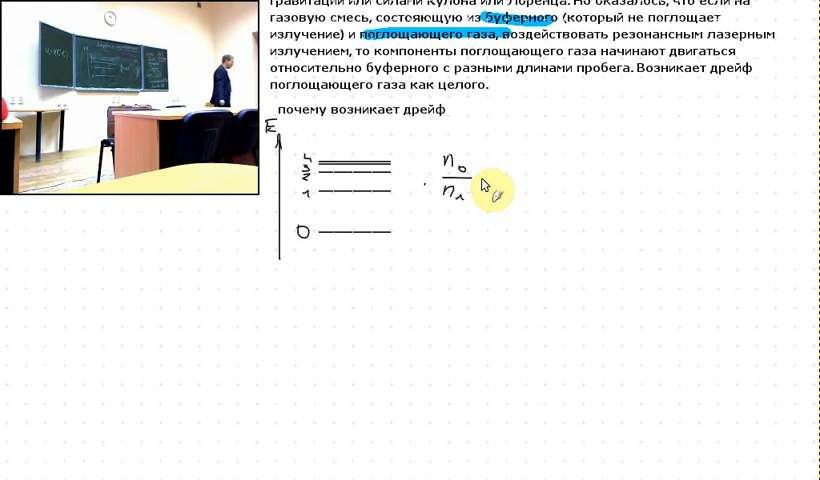 гравитации или силами Кулона или Лоренца. Но оказалось, что если на
газовую смесь, состоящую из буферного (который не поглощает
излучение) и поглощающего газа, воздействовать резонансным лазерным
излучением, то компоненты поглощающего газа начинают двигаться
относительно буферного с разными длинами пробега. Возникает дрейф
поглощающего газа как целого.
почему возникает дрейф
E
3
2
1
0
n₀
n₁